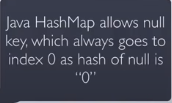 Java HashMap allows null
key, which always goes to
index 0 as hash of null is
“0”